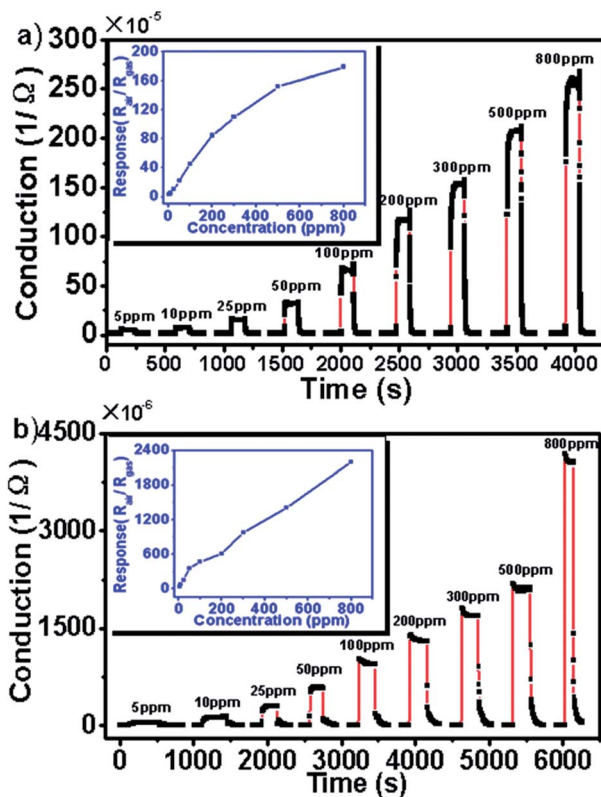 a)
×10⁻⁵
300
250
200
150
100
50
0
Conduction (1/Ω)
200
160
120
80
40
0
Response( R_air/ R_gas)
0 200 400 600 800
Concentration (ppm)
5ppm
10ppm
25ppm
50ppm
100ppm
200ppm
300ppm
500ppm
800ppm
0 500 1000 1500 2000 2500 3000 3500 4000
Time (s)
b)
×10⁻⁶
4500
3000
1500
0
Conduction (1/Ω)
2400
1800
1200
600
0
Response( R_air/ R_gas)
0 200 400 600 800
Concentration (ppm)
5ppm
10ppm
25ppm
50ppm
100ppm
200ppm
300ppm
500ppm
800ppm
0 1000 2000 3000 4000 5000 6000
Time (s)